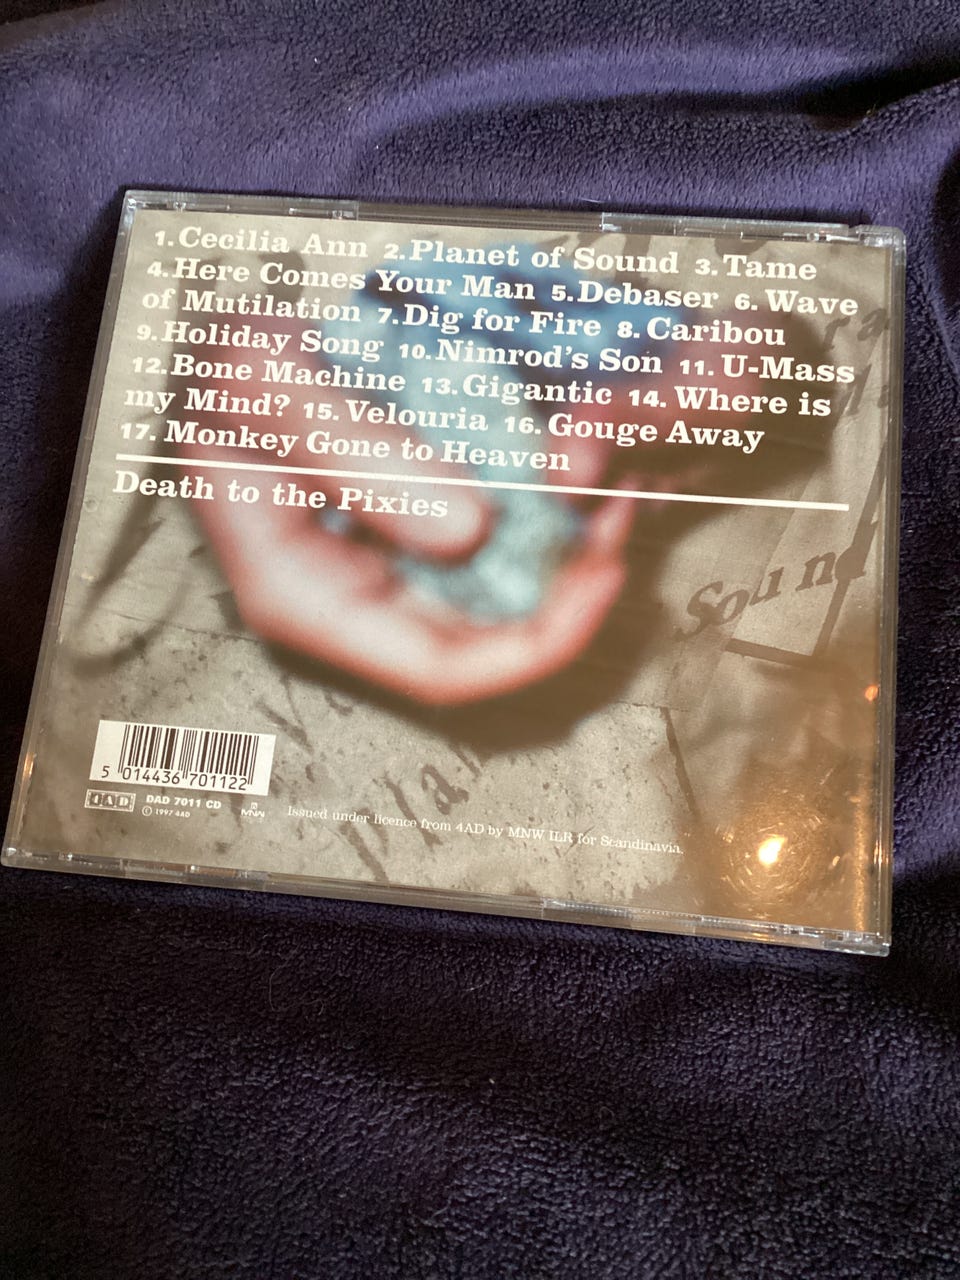 1. Cecilia Ann 2. Planet of Sound 3. Tame
4. Here Comes Your Man 5. Debaser 6. Wave
of Mutilation 7. Dig for Fire 8. Caribou
9. Holiday Song 10. Nimrod's Son 11. U-Mass
12. Bone Machine 13. Gigantic 14. Where is
my Mind? 15. Velouria 16. Gouge Away
17. Monkey Gone to Heaven
Death to the Pixies
Sound
5 014436 701122
4AD DAD 7011 CD MNW
℗ 1997 4AD
Issued under licence from 4AD by MNW ILR for Scandinavia.